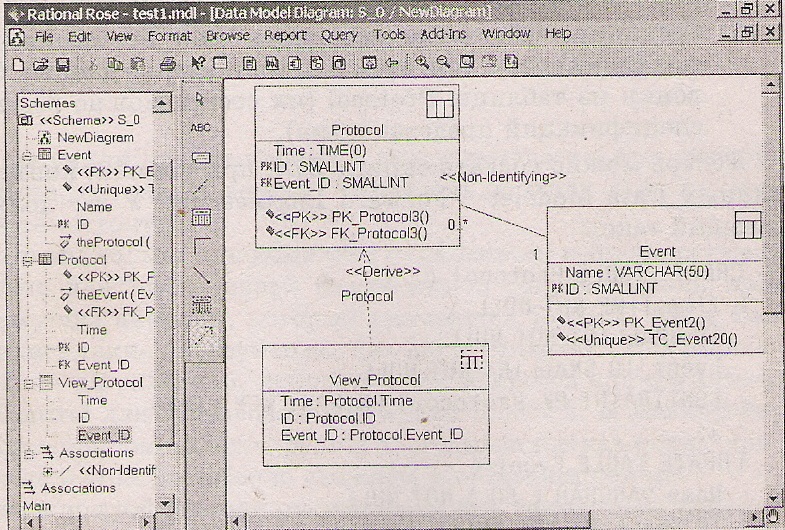 Rational Rose - test1.mdl - [Data Model Diagram: S_0 / NewDiagram]
File Edit View Format Browse Report Query Tools Add-Ins Window Help
Schemas
<<Schema>> S_0
NewDiagram
Event
<<PK>> PK_E
<<Unique>> T
Name
PK ID
theProtocol (
Protocol
<<PK>> PK_P
theEvent ( Ev
<<FK>> FK_P
Time
PK ID
FK Event_ID
View_Protocol
Time
ID
Event_ID
Associations
<<Non-Identif
Associations
Main
ABC
Protocol
Time : TIME(0)
PK ID : SMALLINT
FK Event_ID : SMALLINT
<<PK>> PK_Protocol3()
<<FK>> FK_Protocol3()
<<Non-Identifying>>
0..*
1
Event
Name : VARCHAR(50)
PK ID : SMALLINT
<<PK>> PK_Event2()
<<Unique>> TC_Event20()
<<Derive>>
Protocol
View_Protocol
Time : Protocol.Time
ID : Protocol.ID
Event_ID : Protocol.Event_ID